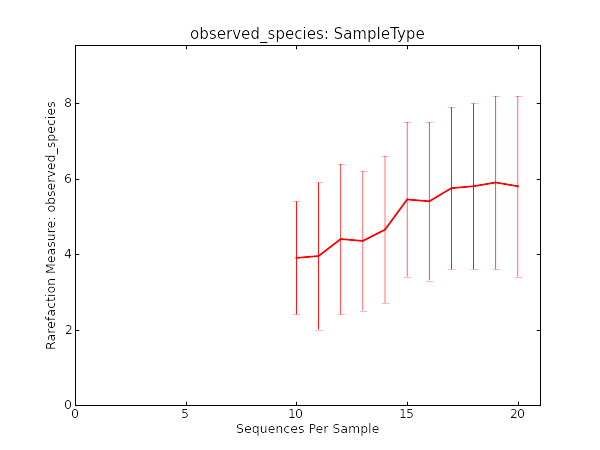 observed_species: SampleType
Rarefaction Measure: observed_species
8
6
4
2
0
0 5 10 15 20
Sequences Per Sample